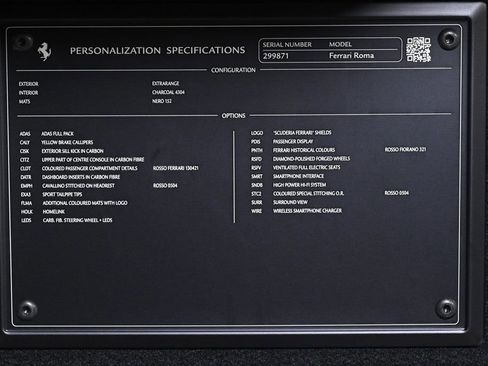 PERSONALIZATION SPECIFICATIONS
SERIAL NUMBER MODEL
299871 Ferrari Roma
CONFIGURATION
EXTERIOR EXTRARANGE
INTERIOR CHARCOAL 4304
MATS NERO 152
OPTIONS
ADAS ADAS FULL PACK
CALY YELLOW BRAKE CALLIPERS
CISK EXTERIOR SILL KICK IN CARBON
CITZ UPPER PART OF CENTRE CONSOLE IN CARBON FIBRE
CLDT COLOURED PASSENGER COMPARTMENT DETAILS ROSSO FERRARI 130421
DATR DASHBOARD INSERTS IN CARBON FIBRE
EMPH CAVALLINO STITCHED ON HEADREST ROSSO 0504
EXA3 SPORT TAILPIPE TIPS
FLMA ADDITIONAL COLOURED MATS WITH LOGO
HOLK HOMELINK
LEDS CARB. FIB. STEERING WHEEL + LEDS
LOGO "SCUDERIA FERRARI" SHIELDS
PDIS PASSENGER DISPLAY
PNTH FERRARI HISTORICAL COLOURS ROSSO FIORANO 321
RSFD DIAMOND-POLISHED FORGED WHEELS
RSFV VENTILATED FULL ELECTRIC SEATS
SMRT SMARTPHONE INTERFACE
SNDB HIGH POWER HI-FI SYSTEM
STC2 COLOURED SPECIAL STITCHING O.R. ROSSO 0504
SURR SURROUND VIEW
WIRE WIRELESS SMARTPHONE CHARGER